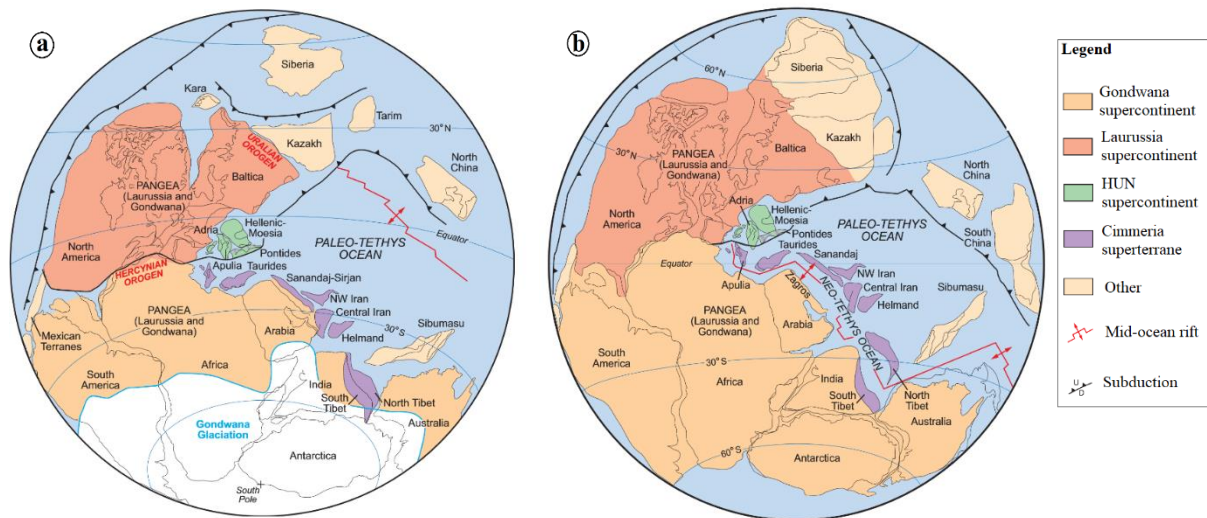 a
Siberia
Kara
Tarim
30°N
URALIAN
OROGEN
Kazakh
North
China
PANGEA
(Laurussia and
Gondwana)
Baltica
Adria
Hellenic-
Moesia
Equator
North
America
PALEO-TETHYS
OCEAN
Pontides
HERCYNIAN
OROGEN
Apulia
Taurides
Sanandaj-Sirjan
NW Iran
Central Iran
PANGEA
(Laurussia and
Gondwana)
Mexican
Terranes
Arabia
30°S
Helmand
Sibumasu
Africa
South
America
India
South
Tibet
North Tibet
Australia
Gondwana
Glaciation
Antarctica
South
Pole
b
60°N
Siberia
Kazakh
30°N
Baltica
PANGEA
(Laurussia and
Gondwana)
North
China
Adria
Hellenic-
Moesia
North
America
PALEO-TETHYS
OCEAN
South
China
Pontides
Taurides
Sanandaj
Equator
Apulia
Zagros
NW Iran
Central Iran
Helmand
Sibumasu
NEO-TETHYS OCEAN
PANGEA
(Laurussia and
Gondwana)
Arabia
30°S
South
America
Africa
India
South
Tibet
North
Tibet
Australia
60°S
Antarctica
Legend
Gondwana
supercontinent
Laurussia
supercontinent
HUN
supercontinent
Cimmeria
superterrane
Other
Mid-ocean rift
U
D
Subduction